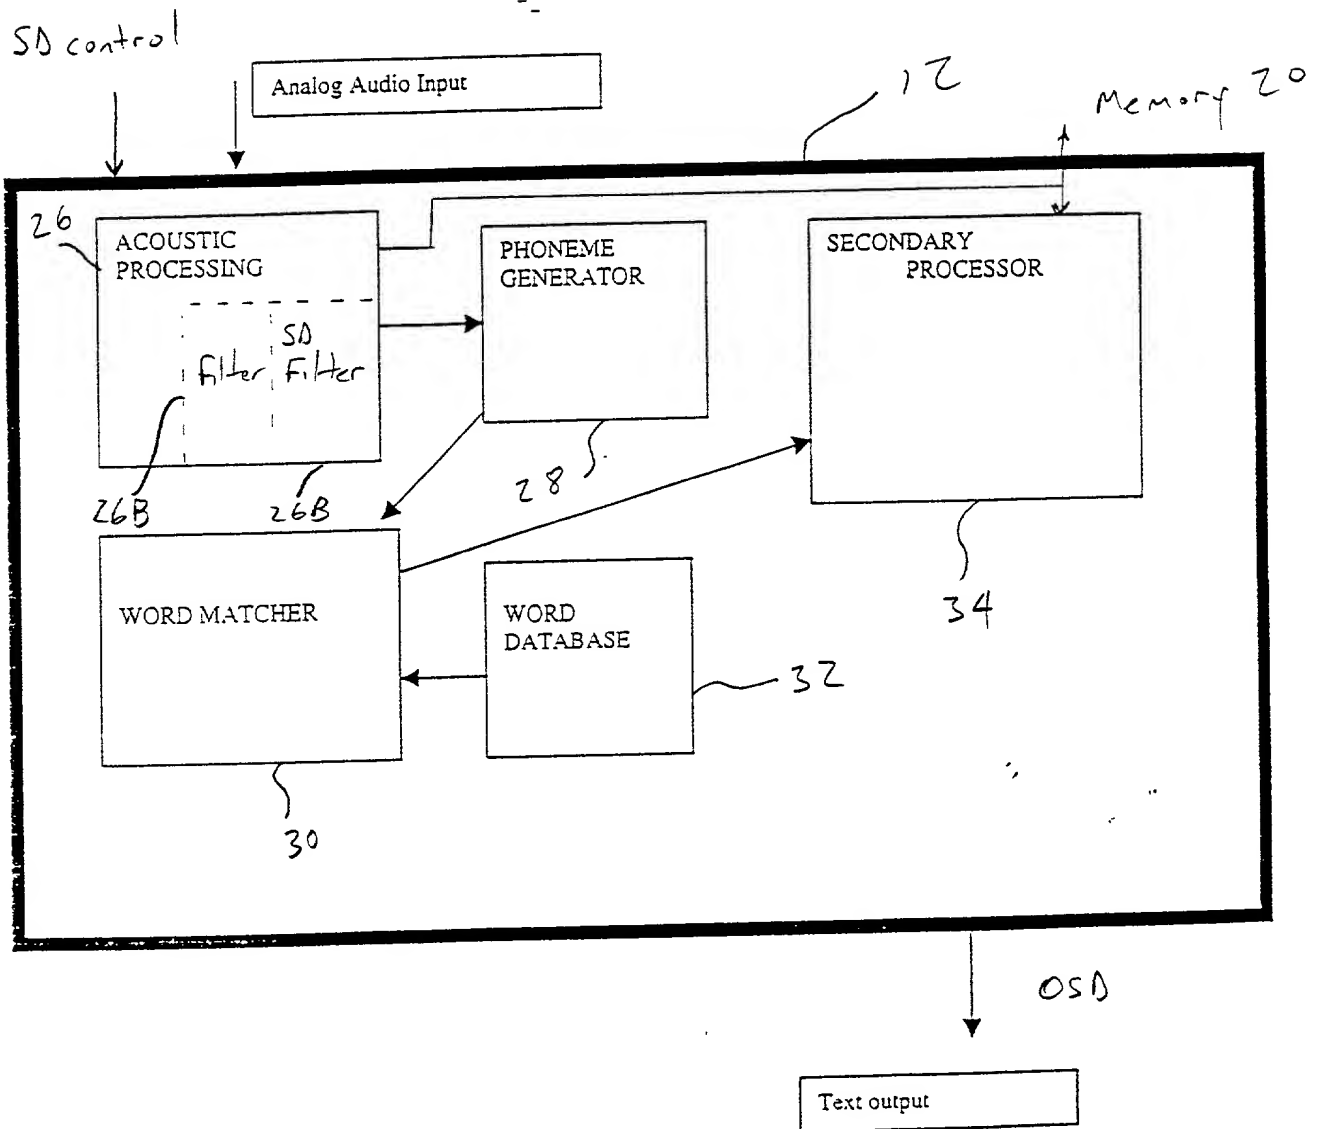 SD control
Analog Audio Input
12
Memory 20
26
ACOUSTIC
PROCESSING
PHONEME
GENERATOR
SECONDARY
PROCESSOR
Filter
SD
Filter
26B
26B
28
34
WORD MATCHER
WORD
DATABASE
32
30
OSD
Text output